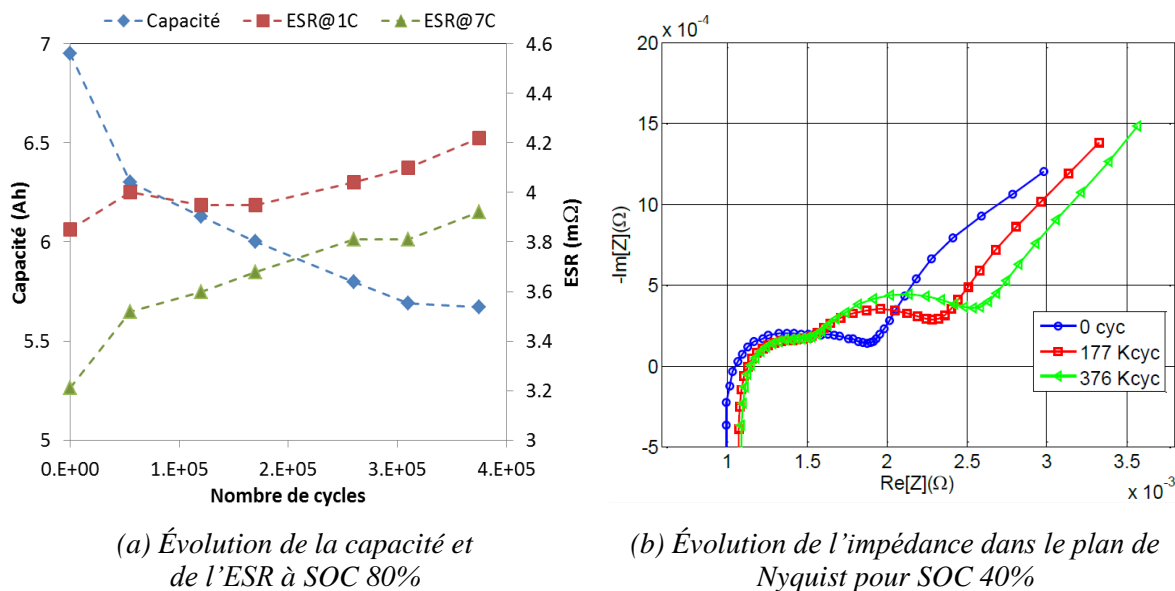 Capacité ESR@1C ESR@7C
7
6.5
6
5.5
5
Capacité (Ah)
4.6
4.4
4.2
4
3.8
3.6
3.4
3.2
3
ESR (mΩ)
0.E+00 1.E+05 2.E+05 3.E+05 4.E+05
Nombre de cycles
(a) Évolution de la capacité et
de l'ESR à SOC 80%
20 x 10⁻⁴
15
10
5
0
-5
-Im[Z](Ω)
0 cyc
177 Kcyc
376 Kcyc
1 1.5 2 2.5 3 3.5
Re[Z](Ω)
x 10⁻³
(b) Évolution de l'impédance dans le plan de
Nyquist pour SOC 40%